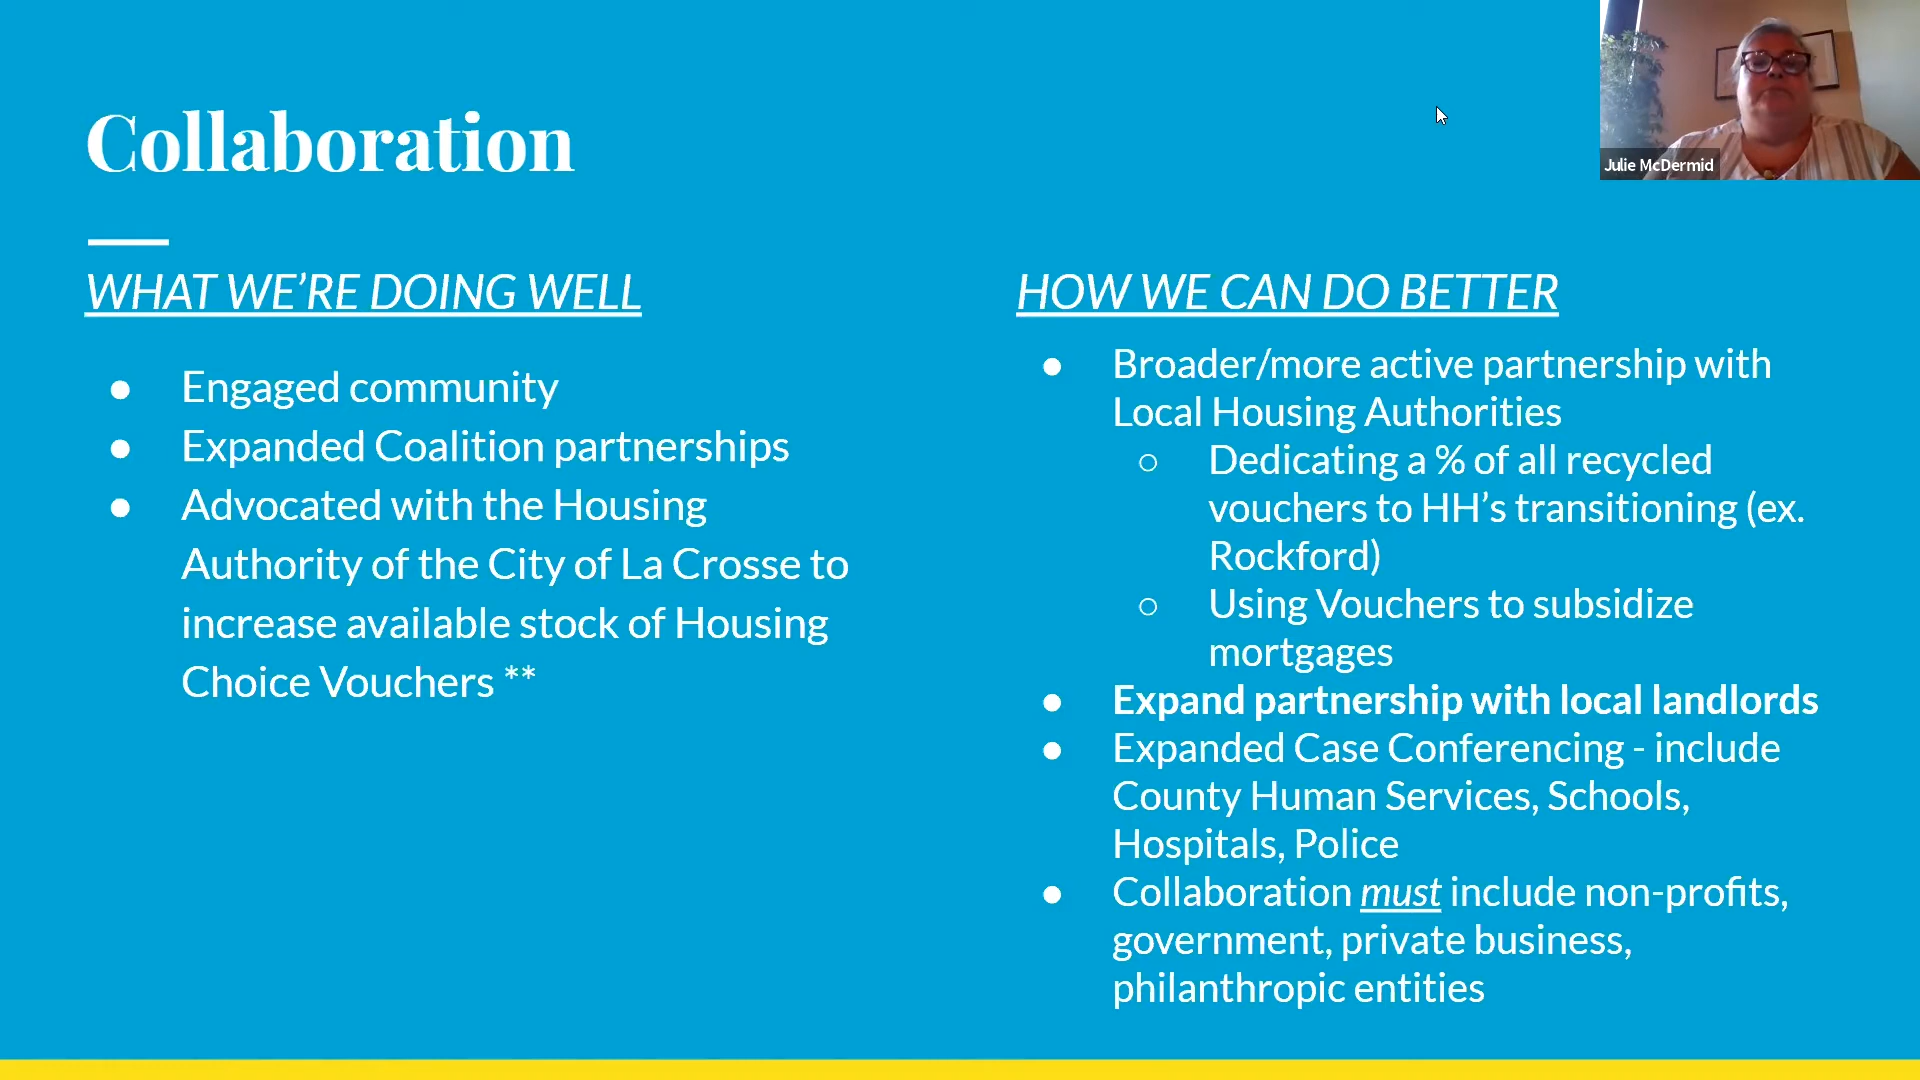 Collaboration
Julie McDermid
WHAT WE’RE DOING WELL
● Engaged community
● Expanded Coalition partnerships
● Advocated with the Housing
Authority of the City of La Crosse to
increase available stock of Housing
Choice Vouchers **
HOW WE CAN DO BETTER
● Broader/more active partnership with
Local Housing Authorities
○ Dedicating a % of all recycled
vouchers to HH’s transitioning (ex.
Rockford)
○ Using Vouchers to subsidize
mortgages
● Expand partnership with local landlords
● Expanded Case Conferencing - include
County Human Services, Schools,
Hospitals, Police
● Collaboration must include non-profits,
government, private business,
philanthropic entities